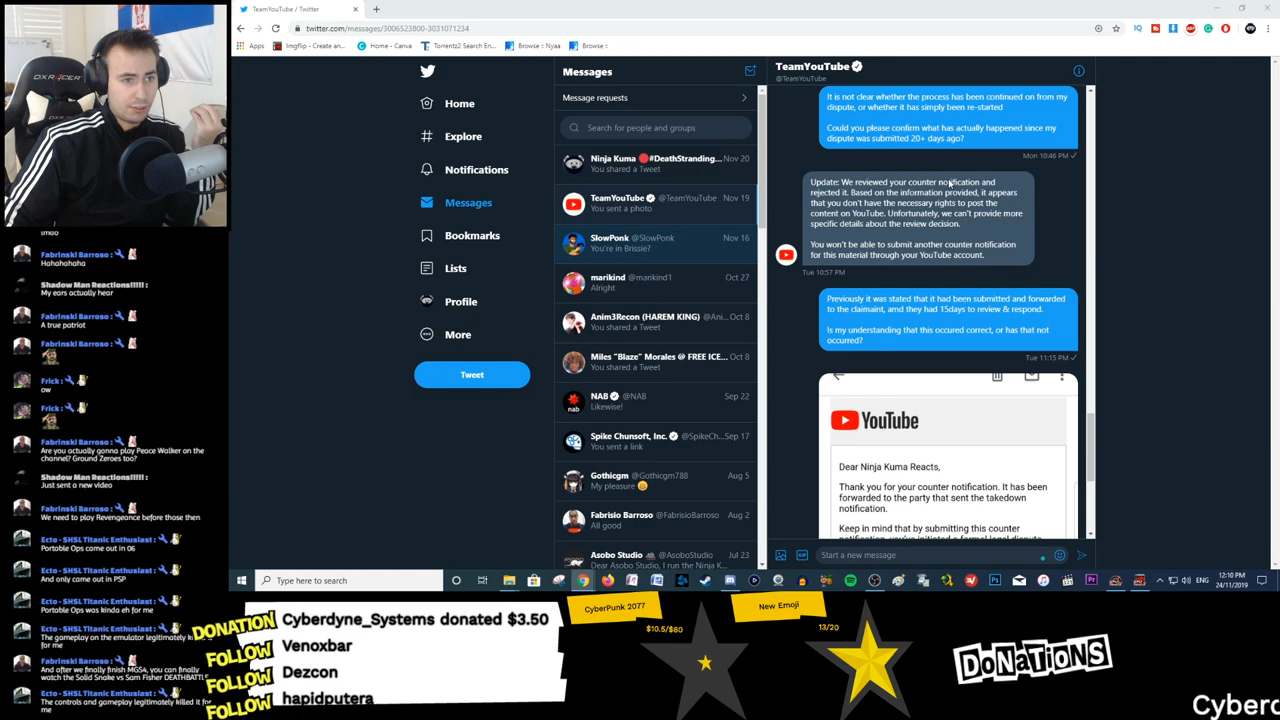 TeamYouTube / Twitter
twitter.com/messages/3006523800-3031071234
Apps
Imgflip - Create an...
Home - Canva
Torrentz2 Search En...
Browse :: Nyaa
Browse ::
DXRACER
lmao
Fabrinski Barroso :
Hahahahaha
Shadow Man Reactions!!!!! :
My ears actually hear
Fabrinski Barroso :
A true patriot
Fabrinski Barroso :
Frick :
ow
Frick :
Fabrinski Barroso :
Are you actually gonna play Peace Walker on
the channel? Ground Zeroes too?
Shadow Man Reactions!!!!! :
Just sent a new video
Fabrinski Barroso :
We need to play Revengeance before those then
Ecto - SHSL Titanic Enthusiast :
Portable Ops came out in 06
Ecto - SHSL Titanic Enthusiast :
And only came out in PSP
Ecto - SHSL Titanic Enthusiast :
Portable Ops was kinda eh for me
Ecto - SHSL Titanic Enthusiast :
The gameplay on the emulator legitimately
for me
Fabrinski Barroso :
And after we finally finish MGS4, you can finally
watch the Solid Snake vs Sam Fisher DEATHBATTL
Ecto - SHSL Titanic Enthusiast :
The controls and gameplay legitimately killed it for
me
Home
Explore
Notifications
Messages
Bookmarks
Lists
Profile
More
Tweet
Messages
Message requests
Search for people and groups
Ninja Kuma #DeathStranding... Nov 20
You shared a Tweet
TeamYouTube @TeamYouTube Nov 19
You sent a photo
SlowPonk @SlowPonk Nov 16
You're in Brissie?
marikind @marikind1 Oct 27
Alright
Anim3Recon (HAREM KING) @Ani... Oct 8
You shared a Tweet
Miles "Blaze" Morales @ FREE ICE... Oct 8
You shared a Tweet
NAB @NAB Sep 22
Likewise!
Spike Chunsoft, Inc. @SpikeCh... Sep 17
You sent a link
Gothicgm @Gothicgm788 Aug 5
My pleasure
Fabrisio Barroso @FabrisioBarroso Aug 2
All good
Asobo Studio @AsoboStudio Jul 23
Dear Asobo Studio, I run the Ninja K...
TeamYouTube
@TeamYouTube
It is not clear whether the process has been continued on from my
dispute, or whether it has simply been re-started
Could you please confirm what has actually happened since my
dispute was submitted 20+ days ago?
Mon 10:46 PM
Update: We reviewed your counter notification and
rejected it. Based on the information provided, it appears
that you don't have the necessary rights to post the
content on YouTube. Unfortunately, we can't provide more
specific details about the review decision.
You won't be able to submit another counter notification
for this material through your YouTube account.
Tue 10:57 PM
Previously it was stated that it had been submitted and forwarded
to the claimaint, amd they had 15days to review & respond.
Is my understanding that this occured correct, or has that not
occurred?
Tue 11:15 PM
YouTube
Dear Ninja Kuma Reacts,
Thank you for your counter notification. It has been
forwarded to the party that sent the takedown
notification.
Keep in mind that by submitting this counter
notification, you've initiated a formal legal dispute
Start a new message
GIF
Type here to search
ENG
12:10 PM
24/11/2019
DONATION Cyberdyne_Systems donated $3.50
FOLLOW Venoxbar
FOLLOW Dezcon
FOLLOW hapidputera
CyberPunk 2077
$10.5/$60
New Emoji
13/20
DONATIONS
Cyberd